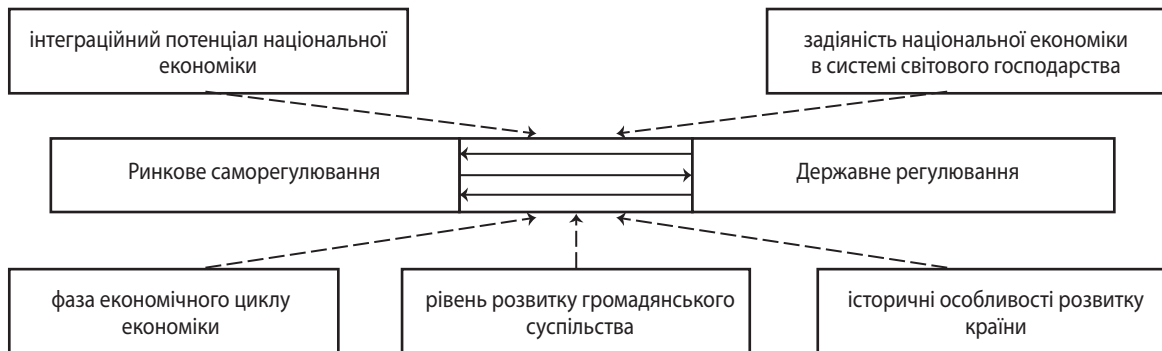 інтеграційний потенціал національної
економіки
задіяність національної економіки
в системі світового господарства
Ринкове саморегулювання
Державне регулювання
фаза економічного циклу
економіки
рівень розвитку громадянського
суспільства
історичні особливості розвитку
країни